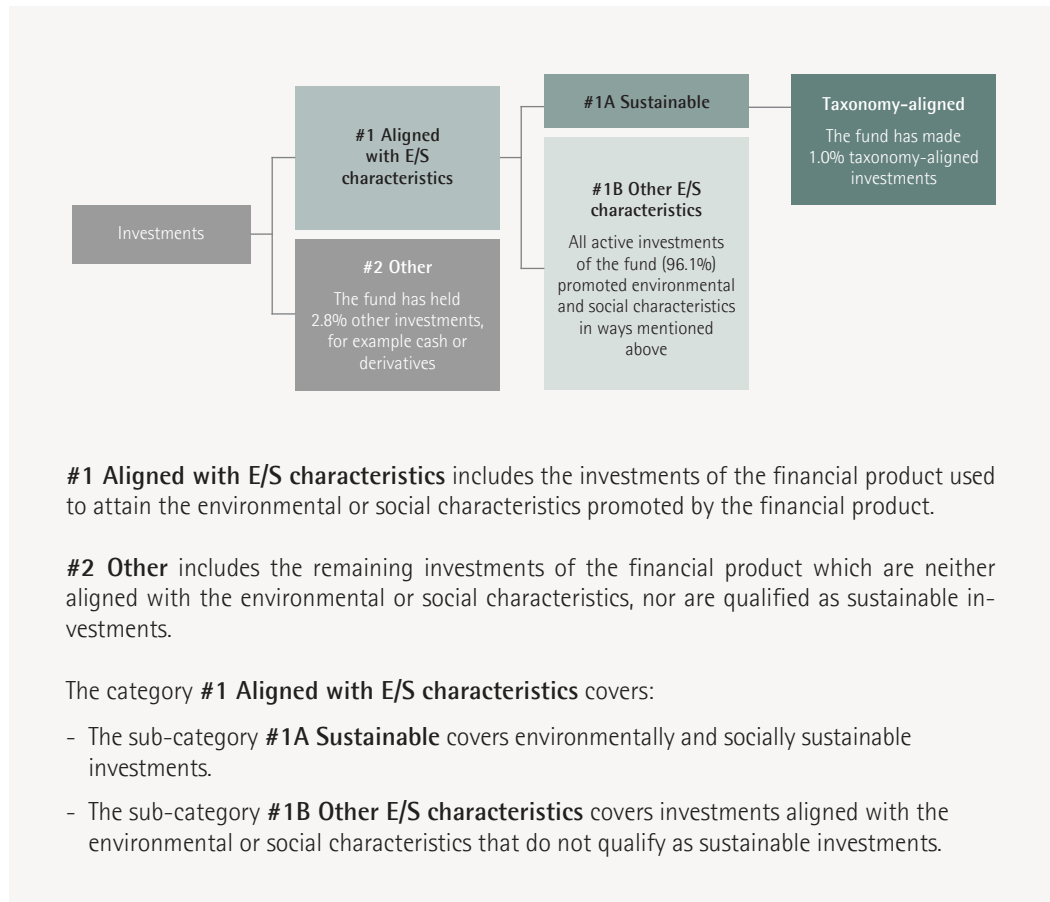 Investments
#1 Aligned
with E/S
characteristics
#2 Other
The fund has held
2.8% other investments,
for example cash or
derivatives
#1A Sustainable
#1B Other E/S
characteristics
All active investments
of the fund (96.1%)
promoted environmental
and social characteristics
in ways mentioned
above
Taxonomy-aligned
The fund has made
1.0% taxonomy-aligned
investments
#1 Aligned with E/S characteristics includes the investments of the financial product used
to attain the environmental or social characteristics promoted by the financial product.
#2 Other includes the remaining investments of the financial product which are neither
aligned with the environmental or social characteristics, nor are qualified as sustainable in-
vestments.
The category #1 Aligned with E/S characteristics covers:
- The sub-category #1A Sustainable covers environmentally and socially sustainable
investments.
- The sub-category #1B Other E/S characteristics covers investments aligned with the
environmental or social characteristics that do not qualify as sustainable investments.